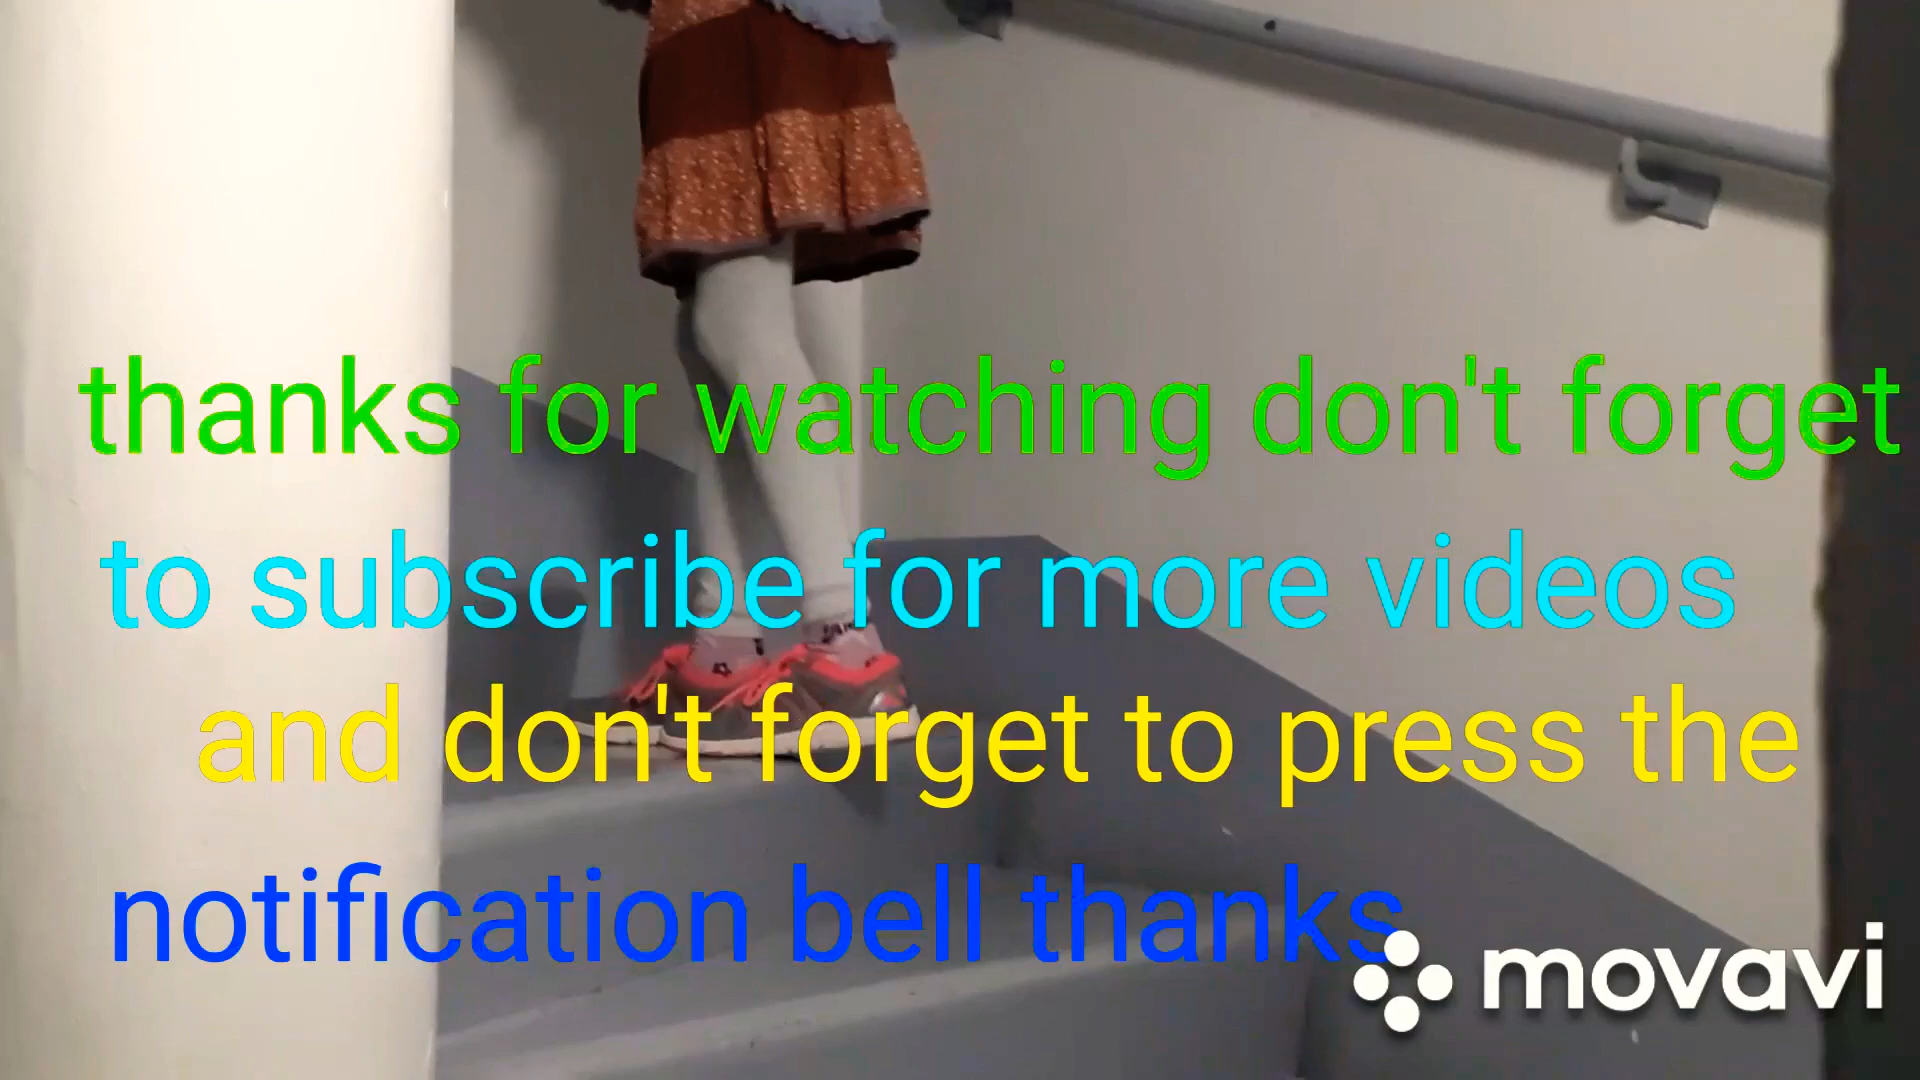 thanks for watching don't forget
to subscribe for more videos
and don't forget to press the
notification bell thanks
movavi